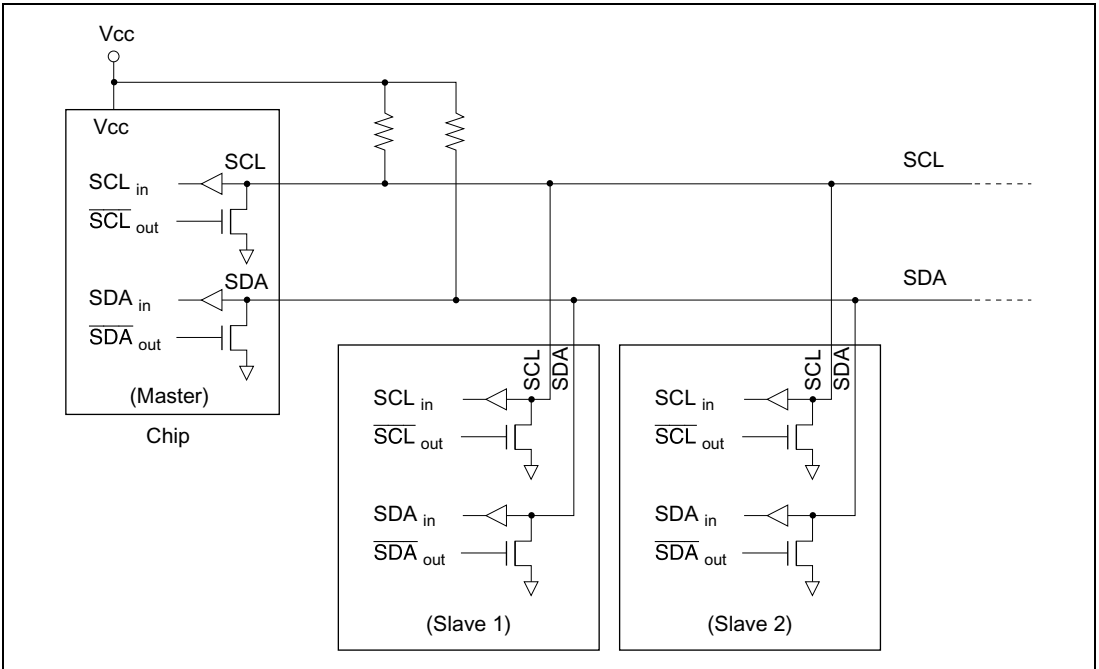 Vcc
Vcc
SCL
SCL in
SCL out
SDA
SDA in
SDA out
(Master)
Chip
SCL
SDA
SCL
SDA
SCL in
SCL out
SDA in
SDA out
(Slave 1)
SCL
SDA
SCL in
SCL out
SDA in
SDA out
(Slave 2)